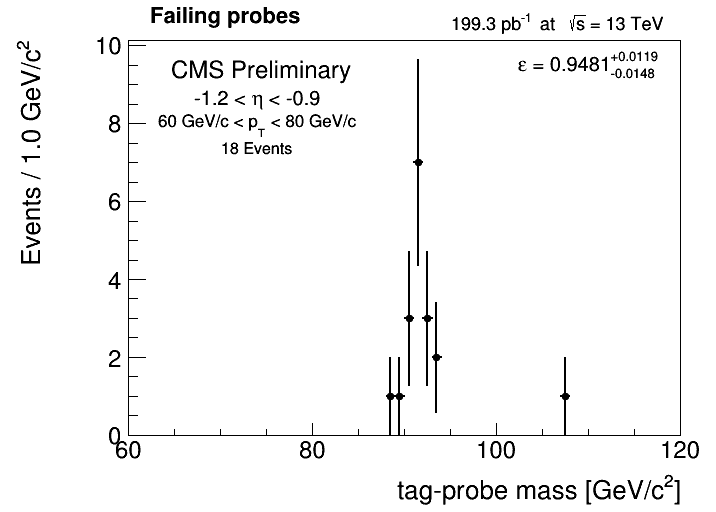 Failing probes
199.3 pb⁻¹ at √s = 13 TeV
CMS Preliminary
-1.2 < η < -0.9
60 GeV/c < p_T < 80 GeV/c
18 Events
ε = 0.9481 +0.0119 -0.0148
Events / 1.0 GeV/c²
10
8
6
4
2
0
60 80 100 120
tag-probe mass [GeV/c²]